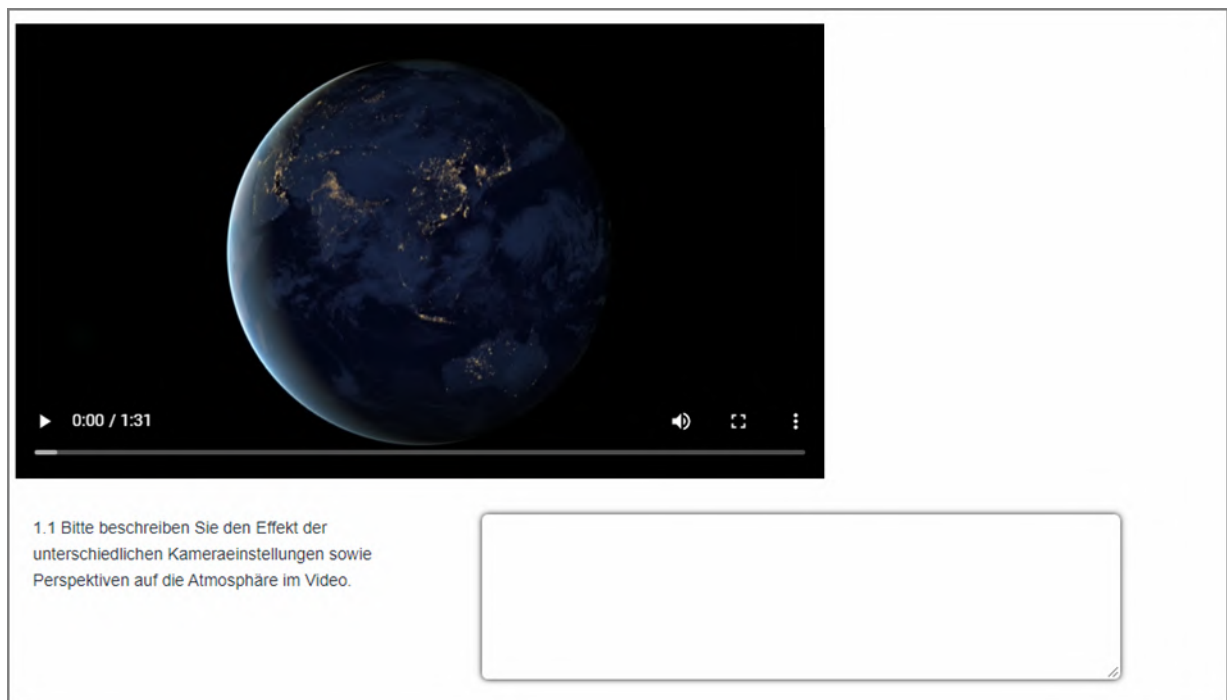 0:00 / 1:31
1.1 Bitte beschreiben Sie den Effekt der
unterschiedlichen Kameraeinstellungen sowie
Perspektiven auf die Atmosphäre im Video.